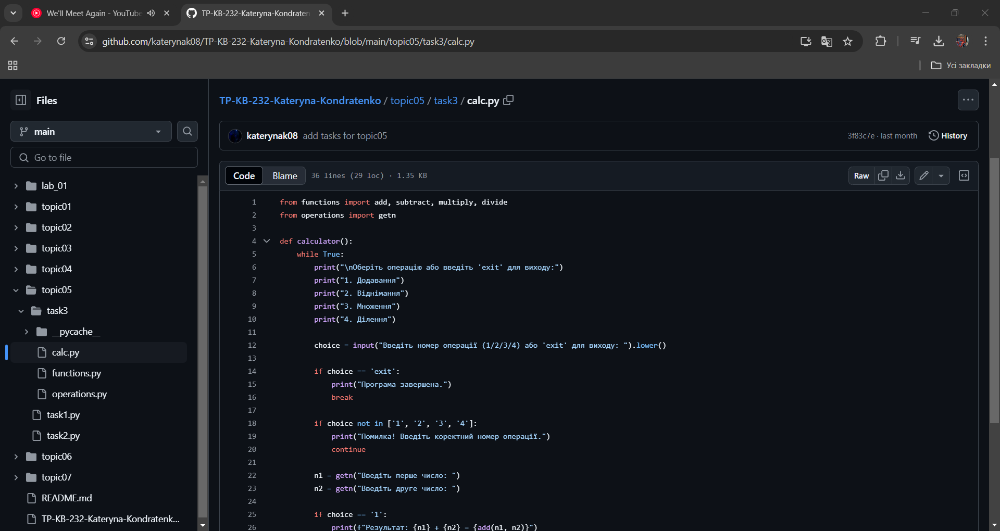 We'll Meet Again - YouTube
TP-KB-232-Kateryna-Kondraten
github.com/katerynak08/TP-KB-232-Kateryna-Kondratenko/blob/main/topic05/task3/calc.py
Усі закладки
Files
main
Go to file
lab_01
topic01
topic02
topic03
topic04
topic05
task3
__pycache__
calc.py
functions.py
operations.py
task1.py
task2.py
topic06
topic07
README.md
TP-KB-232-Kateryna-Kondratenk...
TP-KB-232-Kateryna-Kondratenko / topic05 / task3 / calc.py
katerynak08 add tasks for topic05
3f83c7e · last month History
Code Blame 36 lines (29 loc) · 1.35 KB
Raw
1 from functions import add, subtract, multiply, divide
2 from operations import getn
3
4 def calculator():
5 while True:
6 print("\nОберіть операцію або введіть 'exit' для виходу:")
7 print("1. Додавання")
8 print("2. Віднімання")
9 print("3. Множення")
10 print("4. Ділення")
11
12 choice = input("Введіть номер операції (1/2/3/4) або 'exit' для виходу: ").lower()
13
14 if choice == 'exit':
15 print("Програма завершена.")
16 break
17
18 if choice not in ['1', '2', '3', '4']:
19 print("Помилка! Введіть коректний номер операції.")
20 continue
21
22 n1 = getn("Введіть перше число: ")
23 n2 = getn("Введіть друге число: ")
24
25 if choice == '1':
26 print(f"Результат: {n1} + {n2} = {add(n1, n2)}")